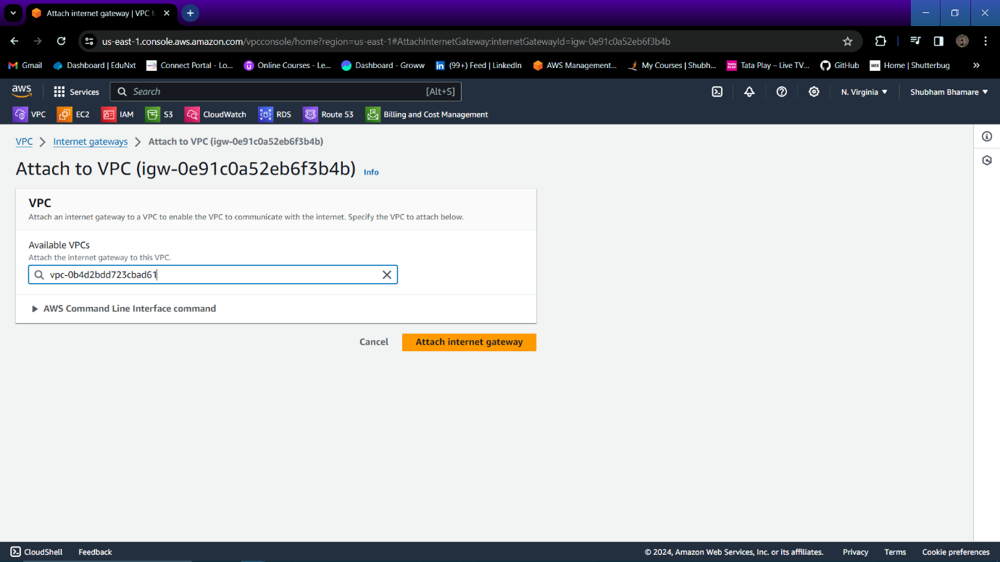 Attach internet gateway | VPC
us-east-1.console.aws.amazon.com/vpcconsole/home?region=us-east-1#AttachInternetGateway:internetGatewayId=igw-0e91c0a52eb6f3b4b
Gmail Dashboard | EduNxt Connect Portal - Lo... Online Courses - Le... Dashboard - Groww (99+) Feed | LinkedIn AWS Management... My Courses | Shubh... Tata Play – Live TV... GitHub Home | Shutterbug
aws Services Search [Alt+S] N. Virginia Shubham Bhamare
VPC EC2 IAM S3 CloudWatch RDS Route 53 Billing and Cost Management
VPC Internet gateways Attach to VPC (igw-0e91c0a52eb6f3b4b)
Attach to VPC (igw-0e91c0a52eb6f3b4b) Info
VPC
Attach an internet gateway to a VPC to enable the VPC to communicate with the internet. Specify the VPC to attach below.
Available VPCs
Attach the internet gateway to this VPC.
vpc-0b4d2bdd723cbad61
AWS Command Line Interface command
Cancel Attach internet gateway
CloudShell Feedback © 2024, Amazon Web Services, Inc. or its affiliates. Privacy Terms Cookie preferences